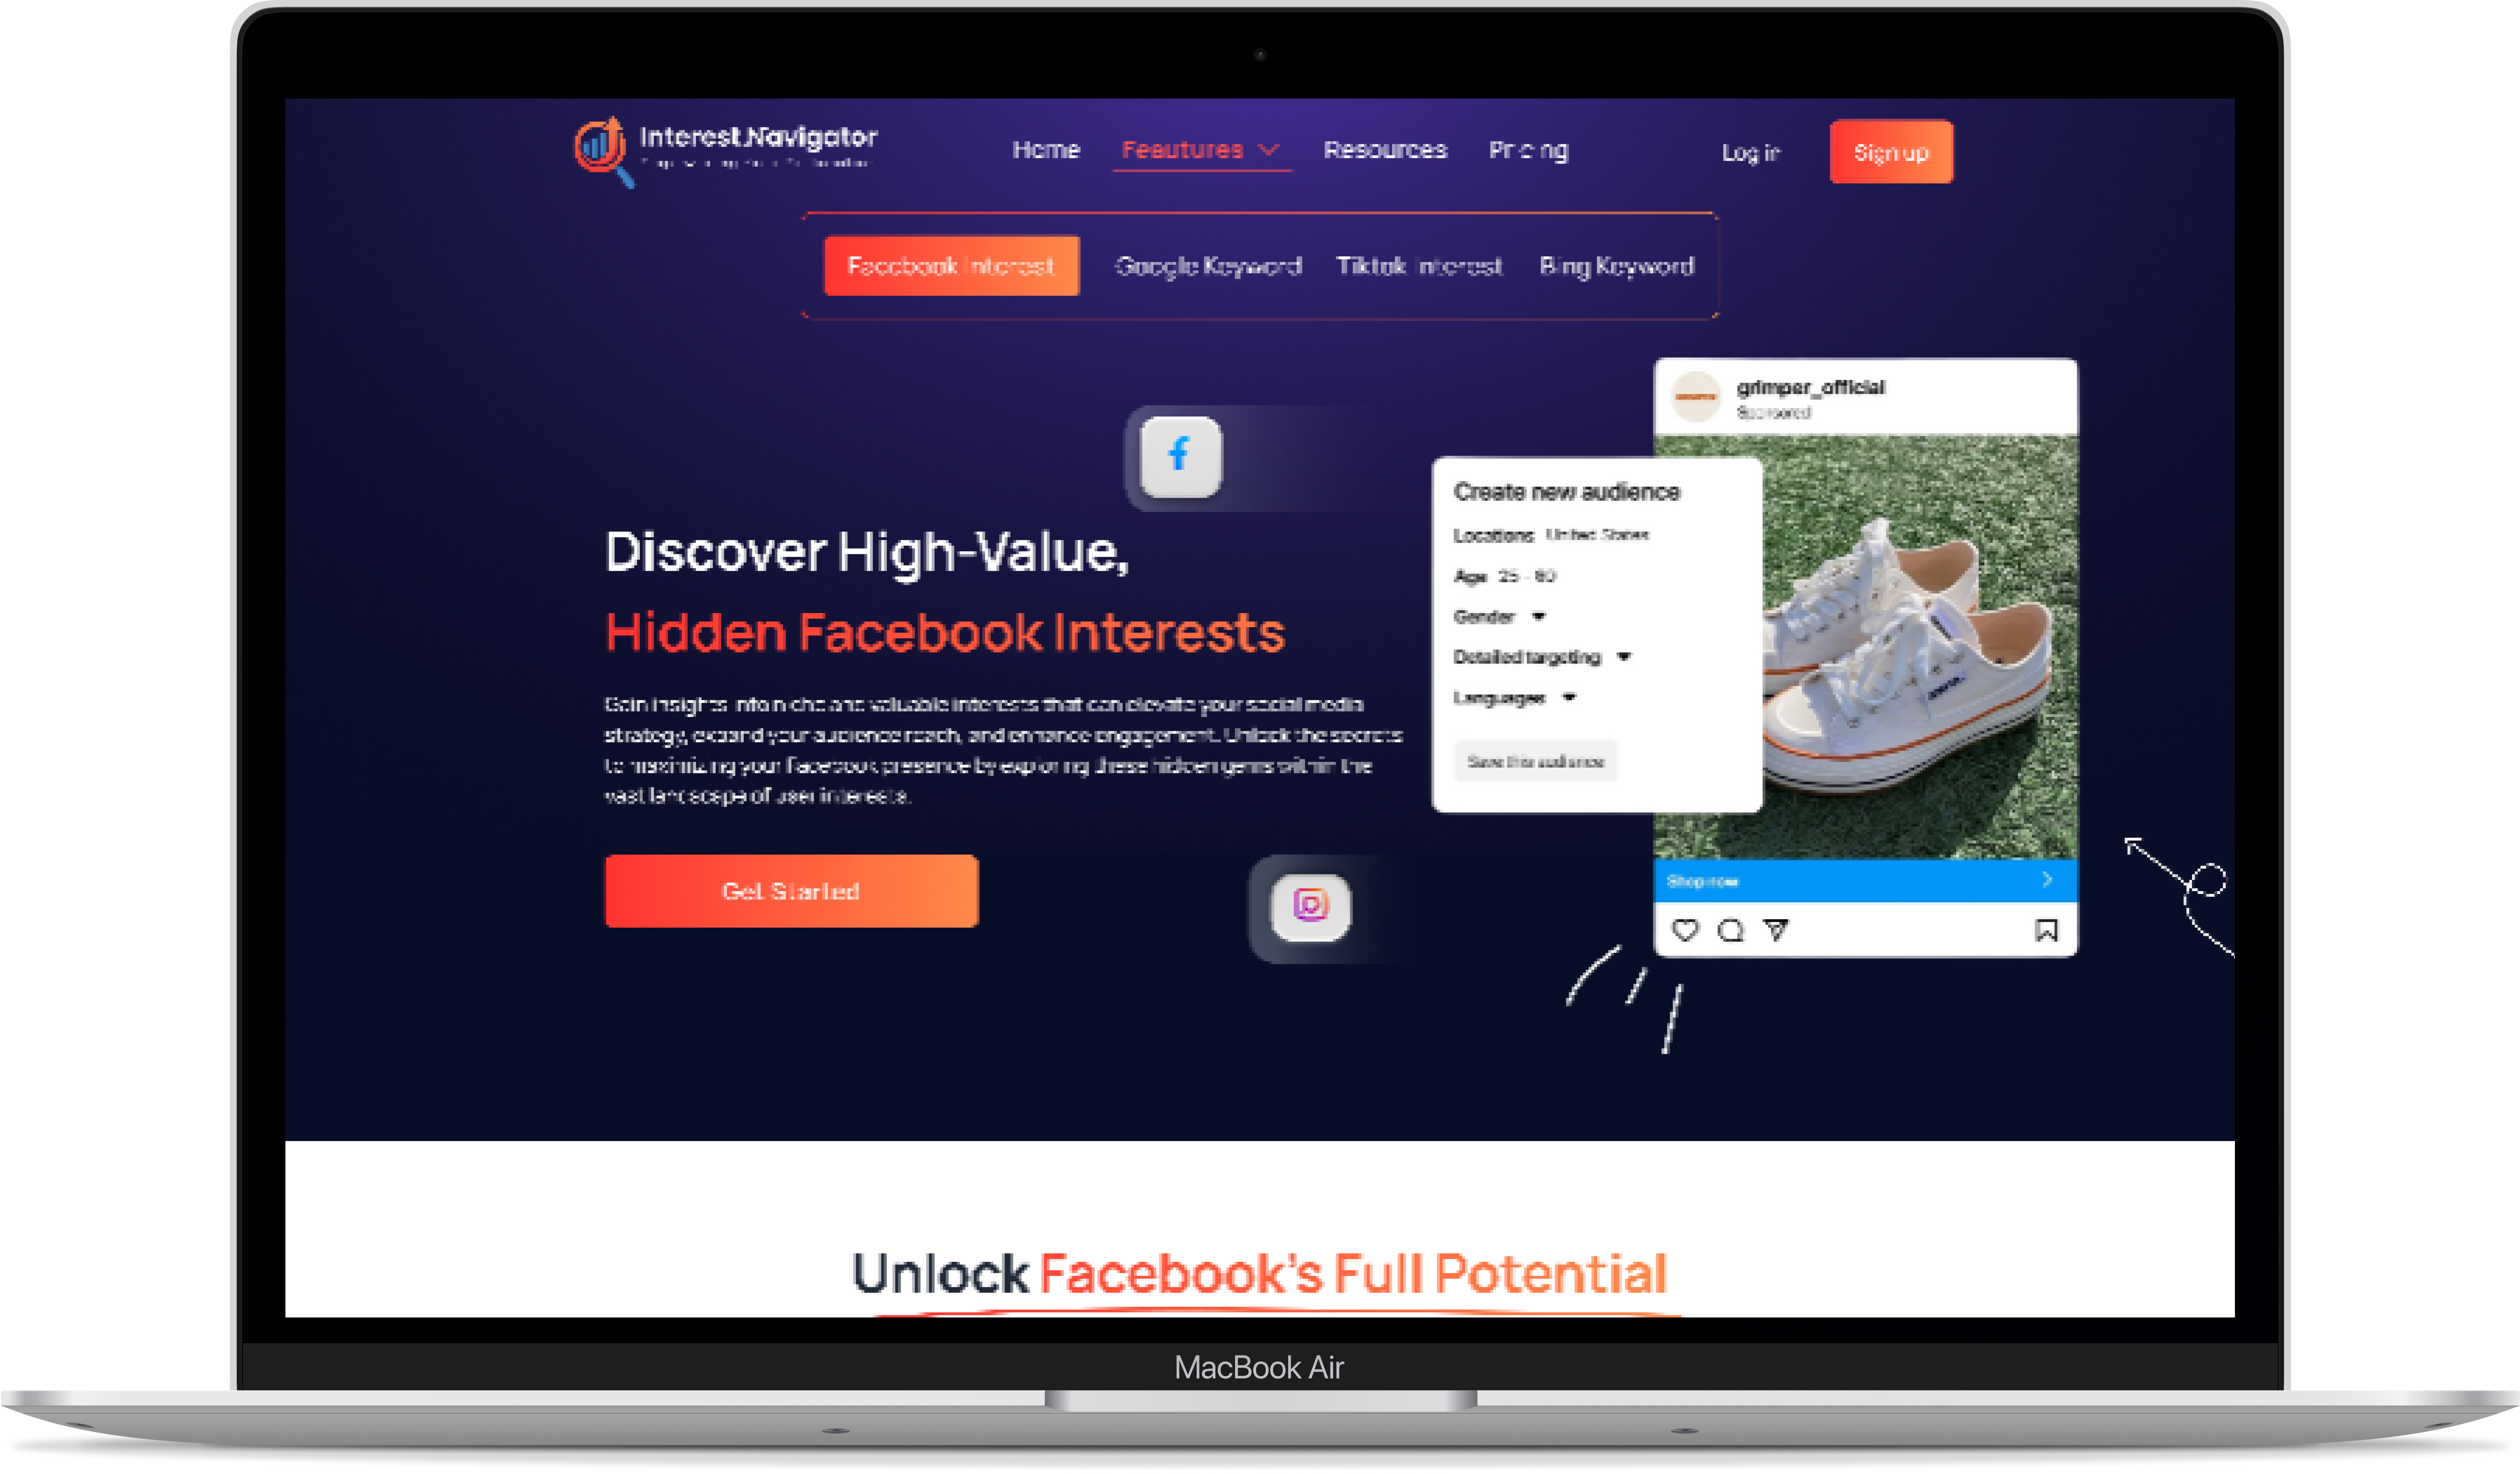 Interest.Navigator
Home Feautures Resources Pricing Log in Sign up
Facebook Interest Google Keyword Tiktok Interest Bing Keyword
grimper_official
Sponsored
Create new audience
Locations United States
Age 25 - 60
Gender
Detailed targeting
Languages
Save this audience
Discover High-Value,
Hidden Facebook Interests
Gain insights into niche and valuable interests that can elevate your social media
strategy, expand your audience reach, and enhance engagement. Unlock the secrets
to maximizing your Facebook presence by exploring these hidden gems within the
vast landscape of user interests.
Get Started
Shop now
Unlock Facebook's Full Potential
MacBook Air